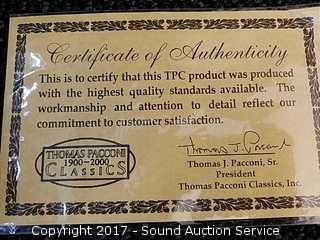 Certificate of Authenticity
This is to certify that this TPC product was produced
with the highest quality standards available. The
workmanship and attention to detail reflect our
commitment to customer satisfaction.
Thomas J. Pacconi
THOMAS PACCONI
1900-2000
CLASSICS
Thomas J. Pacconi, Sr.
President
Thomas Pacconi Classics, Inc.
Copyright 2017 - Sound Auction Service